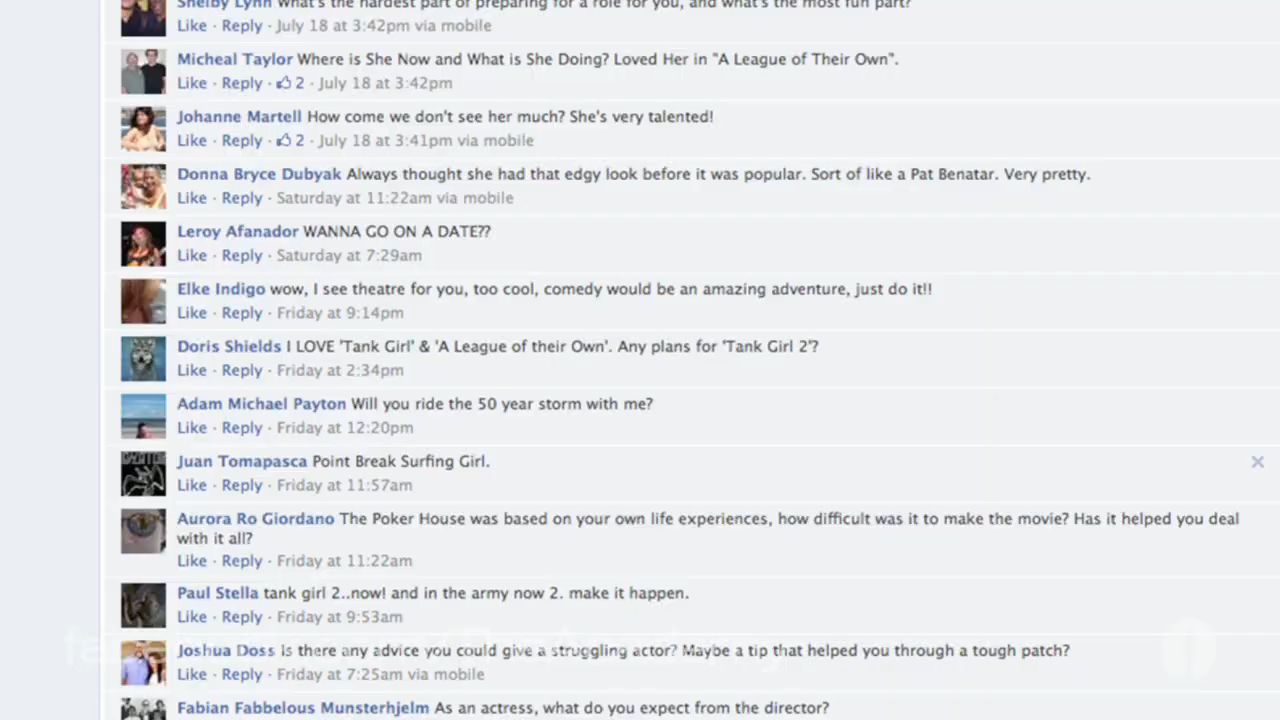 Shelby Lynn What's the hardest part of preparing for a role for you, and what's the most fun part?
Like · Reply · July 18 at 3:42pm via mobile
Micheal Taylor Where is She Now and What is She Doing? Loved Her in "A League of Their Own".
Like · Reply · 2 · July 18 at 3:42pm
Johanne Martell How come we don't see her much? She's very talented!
Like · Reply · 2 · July 18 at 3:41pm via mobile
Donna Bryce Dubyak Always thought she had that edgy look before it was popular. Sort of like a Pat Benatar. Very pretty.
Like · Reply · Saturday at 11:22am via mobile
Leroy Afanador WANNA GO ON A DATE??
Like · Reply · Saturday at 7:29am
Elke Indigo wow, I see theatre for you, too cool, comedy would be an amazing adventure, just do it!!
Like · Reply · Friday at 9:14pm
Doris Shields I LOVE 'Tank Girl' & 'A League of their Own'. Any plans for 'Tank Girl 2'?
Like · Reply · Friday at 2:34pm
Adam Michael Payton Will you ride the 50 year storm with me?
Like · Reply · Friday at 12:20pm
Juan Tomapasca Point Break Surfing Girl.
Like · Reply · Friday at 11:57am
Aurora Ro Giordano The Poker House was based on your own life experiences, how difficult was it to make the movie? Has it helped you deal
with it all?
Like · Reply · Friday at 11:22am
Paul Stella tank girl 2..now! and in the army now 2. make it happen.
Like · Reply · Friday at 9:53am
Joshua Doss Is there any advice you could give a struggling actor? Maybe a tip that helped you through a tough patch?
Like · Reply · Friday at 7:25am via mobile
Fabian Fabbelous Munsterhjelm As an actress, what do you expect from the director?